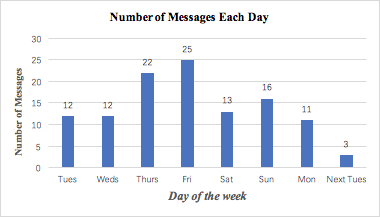 Number of Messages Each Day
Number of Messages
30
25
20
15
10
5
0
12
12
22
25
13
16
11
3
Tues
Weds
Thurs
Fri
Sat
Sun
Mon
Next Tues
Day of the week